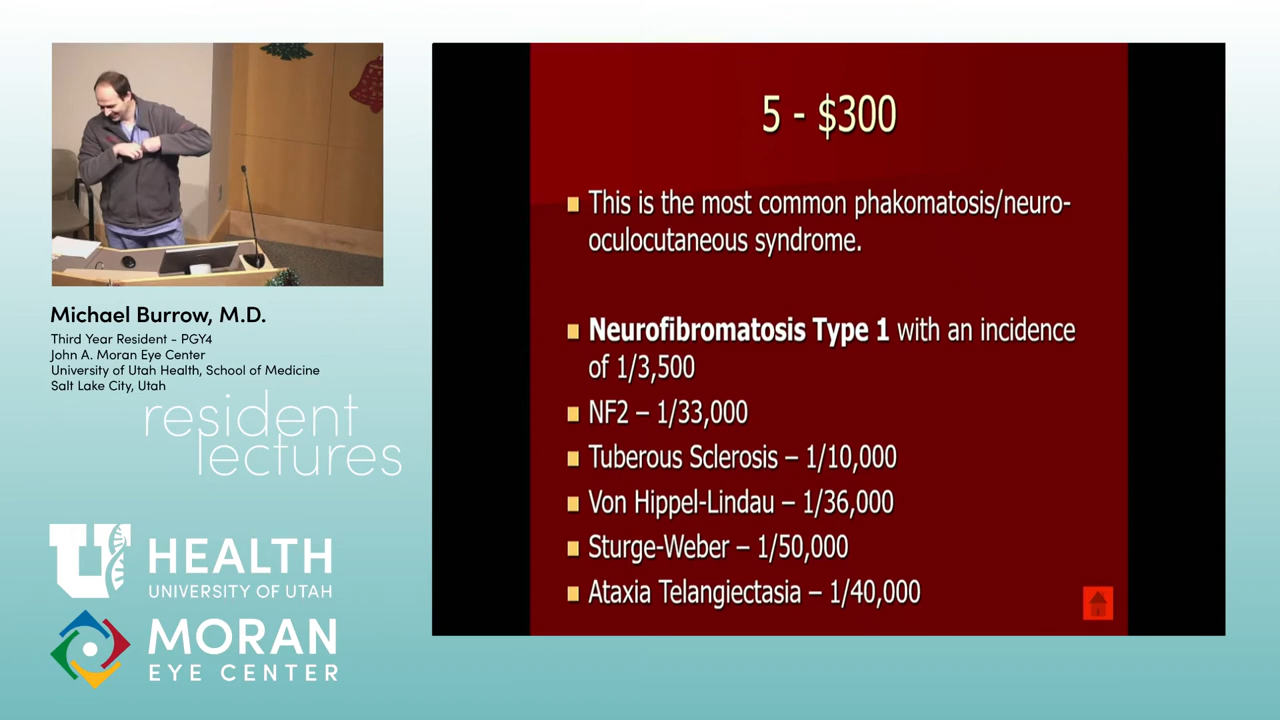 Michael Burrow, M.D.
Third Year Resident - PGY4
John A. Moran Eye Center
University of Utah Health, School of Medicine
Salt Lake City, Utah
resident
lectures
U
HEALTH
UNIVERSITY OF UTAH
MORAN
EYE CENTER
5 - $300
This is the most common phakomatosis/neuro-
oculocutaneous syndrome.
Neurofibromatosis Type 1 with an incidence
of 1/3,500
NF2 – 1/33,000
Tuberous Sclerosis – 1/10,000
Von Hippel-Lindau – 1/36,000
Sturge-Weber – 1/50,000
Ataxia Telangiectasia – 1/40,000